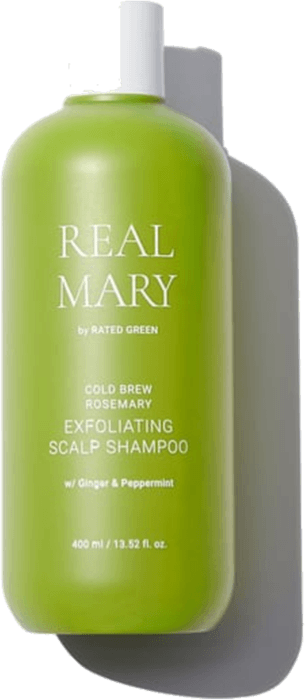 REAL
MARY
by RATED GREEN
COLD BREW
ROSEMARY
EXFOLIATING
SCALP SHAMPOO
w/ Ginger & Peppermint
400 ml / 13.52 fl. oz.